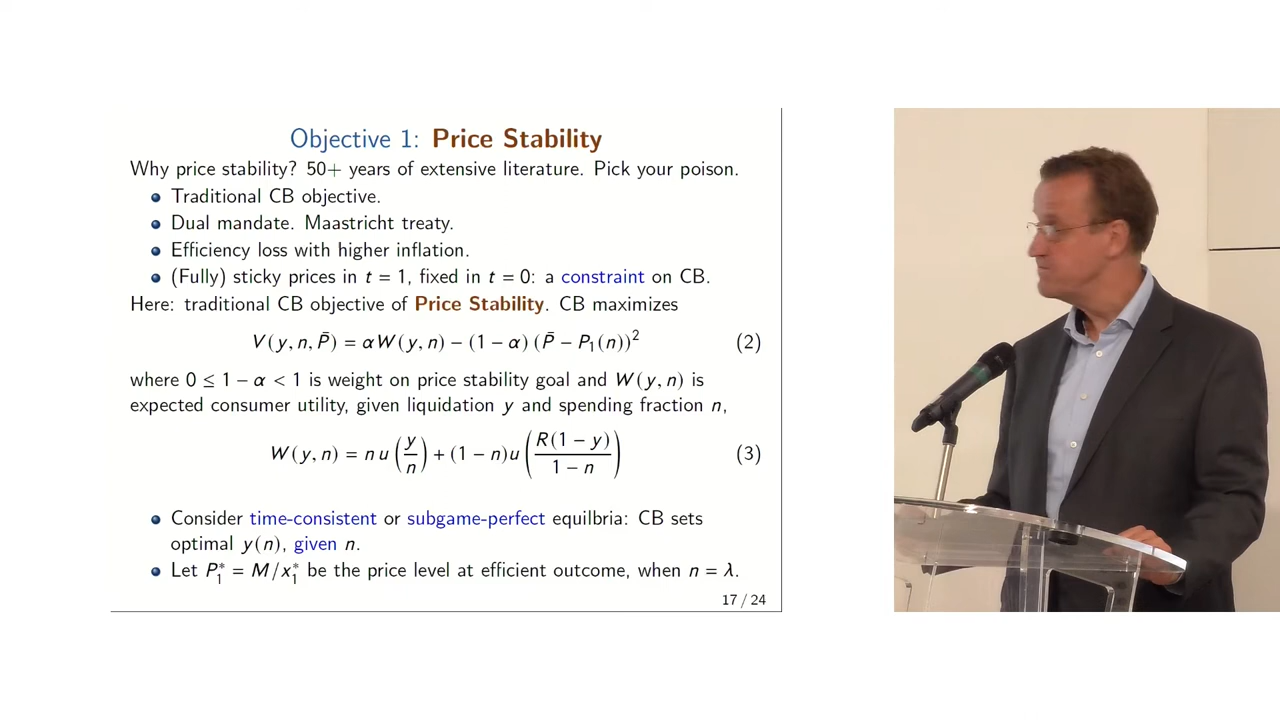 Objective 1: Price Stability
Why price stability? 50+ years of extensive literature. Pick your poison.
Traditional CB objective.
Dual mandate. Maastricht treaty.
Efficiency loss with higher inflation.
(Fully) sticky prices in t = 1, fixed in t = 0: a constraint on CB.
Here: traditional CB objective of Price Stability. CB maximizes
V(y, n, P̄) = αW(y, n) − (1 − α) (P̄ − P₁(n))² (2)
where 0 ≤ 1 − α < 1 is weight on price stability goal and W(y, n) is
expected consumer utility, given liquidation y and spending fraction n,
W(y, n) = n u (y/n) + (1 − n)u (R(1 − y)/(1 − n)) (3)
Consider time-consistent or subgame-perfect equilbria: CB sets
optimal y(n), given n.
Let P₁* = M/x₁* be the price level at efficient outcome, when n = λ.
17 / 24